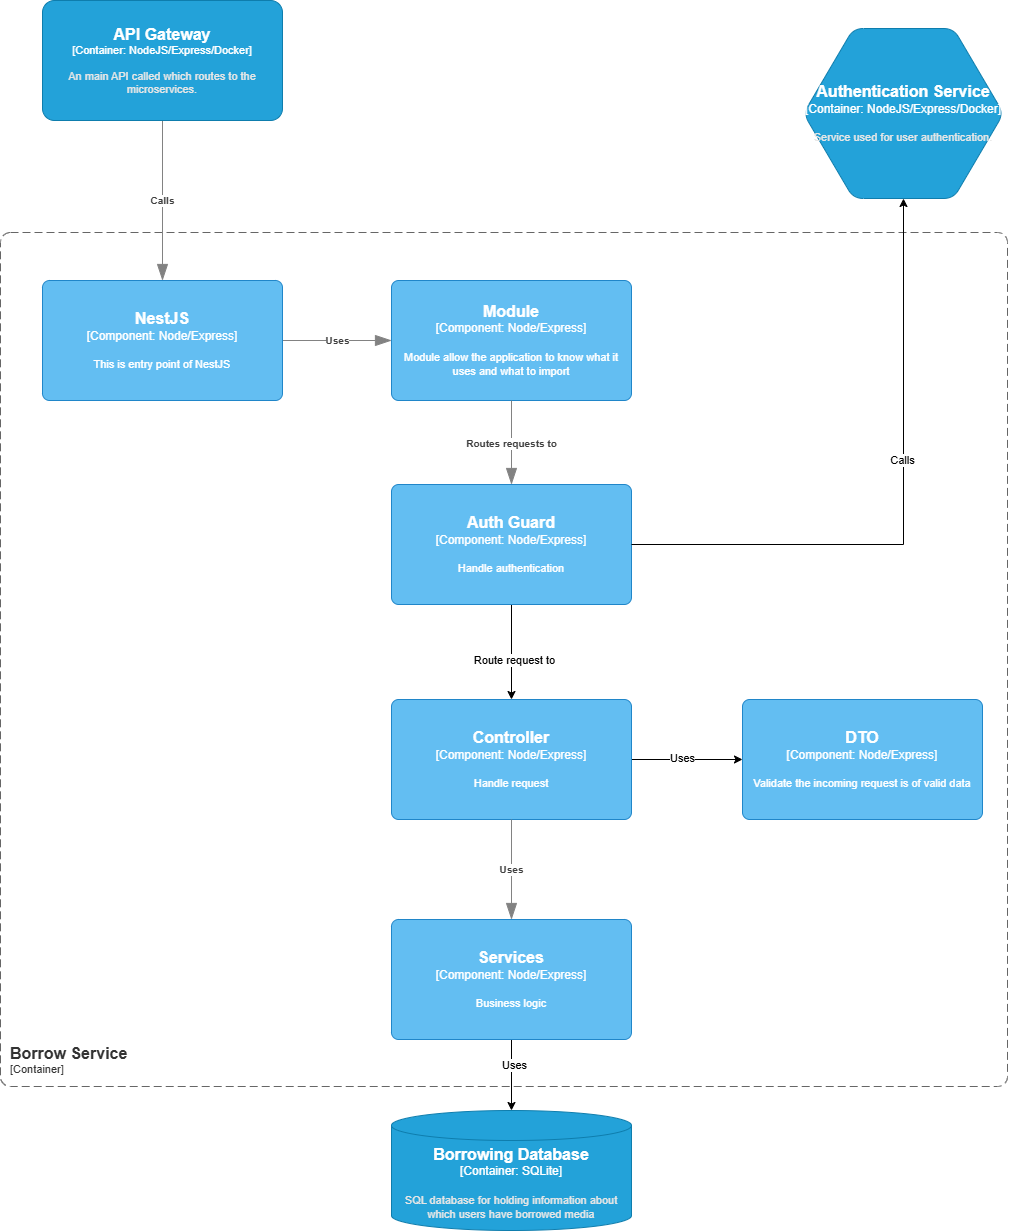 API Gateway
[Container: NodeJS/Express/Docker]
An main API called which routes to the
microservices.
Authentication Service
[Container: NodeJS/Express/Docker]
Service used for user authentication
Calls
NestJS
[Component: Node/Express]
This is entry point of NestJS
Uses
Module
[Component: Node/Express]
Module allow the application to know what it
uses and what to import
Routes requests to
Calls
Auth Guard
[Component: Node/Express]
Handle authentication
Route request to
Controller
[Component: Node/Express]
Handle request
Uses
DTO
[Component: Node/Express]
Validate the incoming request is of valid data
Uses
Services
[Component: Node/Express]
Business logic
Borrow Service
[Container]
Uses
Borrowing Database
[Container: SQLite]
SQL database for holding information about
which users have borrowed media